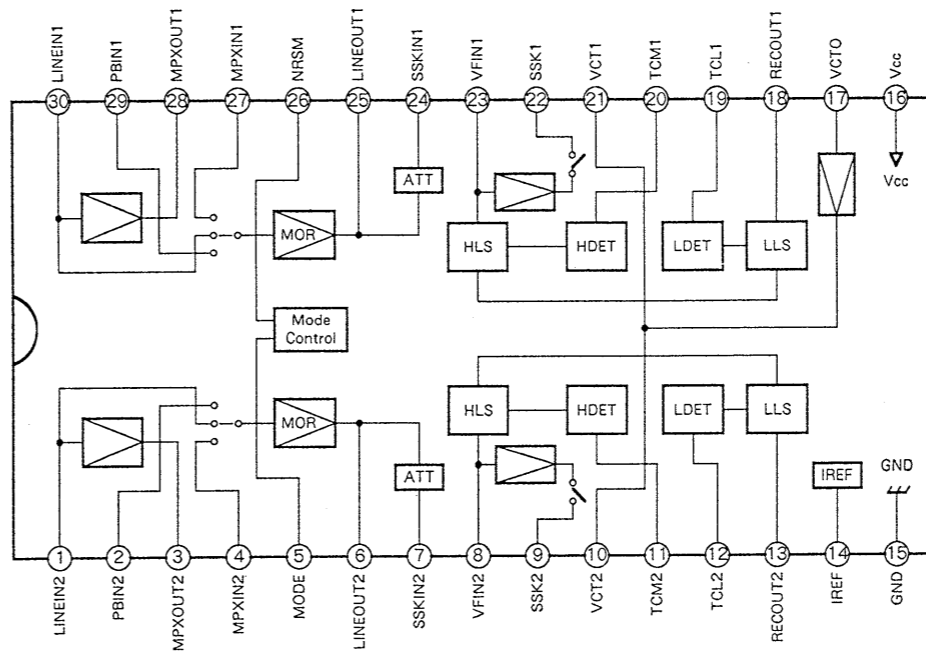 LINEIN1
PBIN1
MPXOUT1
MPXIN1
NRSM
LINEOUT1
SSKIN1
VFIN1
SSK1
VCT1
TCM1
TCL1
RECOUT1
VCTO
Vcc
30 29 28 27 26 25 24 23 22 21 20 19 18 17 16
ATT
Vcc
MOR
HLS
HDET
LDET
LLS
Mode
Control
MOR
HLS
HDET
LDET
LLS
ATT
IREF
GND
1 2 3 4 5 6 7 8 9 10 11 12 13 14 15
LINEIN2
PBIN2
MPXOUT2
MPXIN2
MODE
LINEOUT2
SSKIN2
VFIN2
SSK2
VCT2
TCM2
TCL2
RECOUT2
IREF
GND